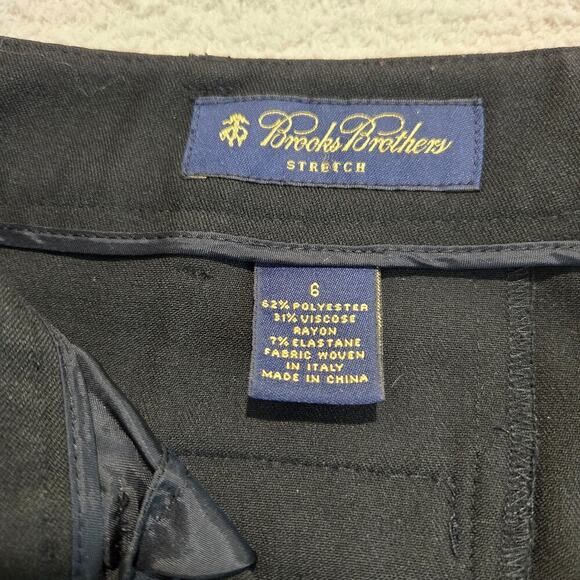 Brooks Brothers
STRETCH
6
62% POLYESTER
31% VISCOSE
RAYON
7% ELASTANE
FABRIC WOVEN
IN ITALY
MADE IN CHINA